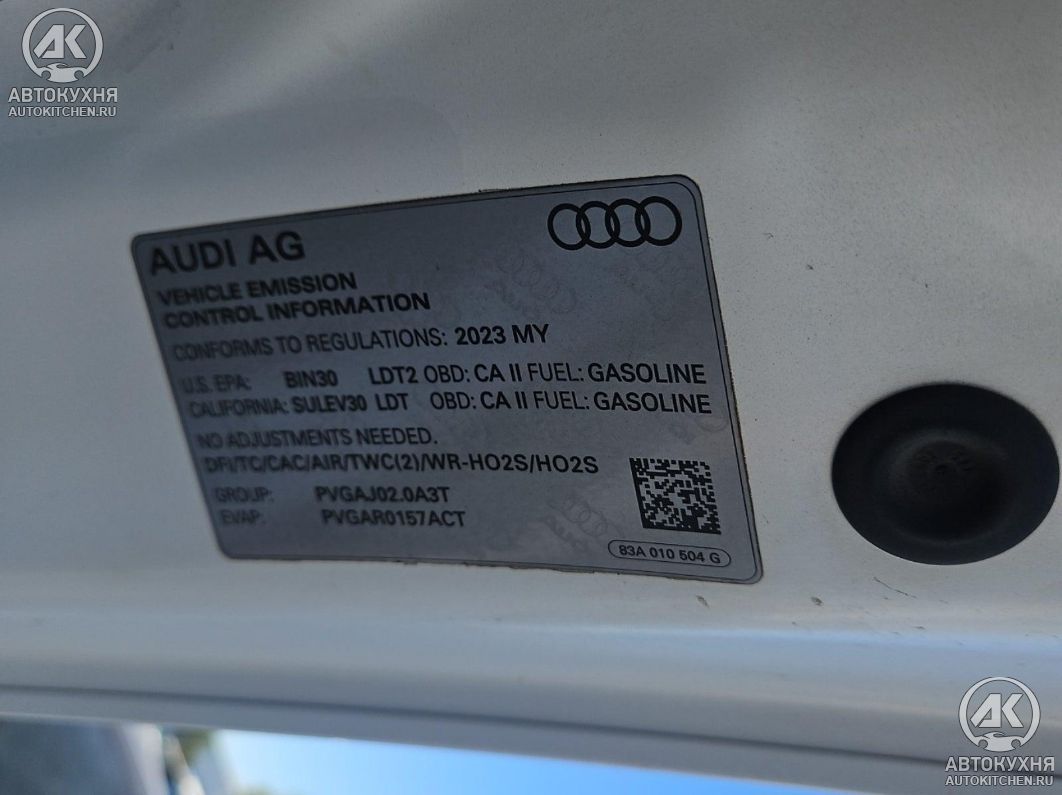 АК
АВТОКУХНЯ
AUTOKITCHEN.RU
AUDI AG
VEHICLE EMISSION
CONTROL INFORMATION
CONFORMS TO REGULATIONS: 2023 MY
U.S. EPA: BIN30 LDT2 OBD: CA II FUEL: GASOLINE
CALIFORNIA: SULEV30 LDT OBD: CA II FUEL: GASOLINE
NO ADJUSTMENTS NEEDED.
DFI/TC/CAC/AIR/TWC(2)/WR-HO2S/HO2S
GROUP: PVGAJ02.0A3T
EVAP: PVGAR0157ACT
83A 010 504 G
АК
АВТОКУХНЯ
AUTOKITCHEN.RU